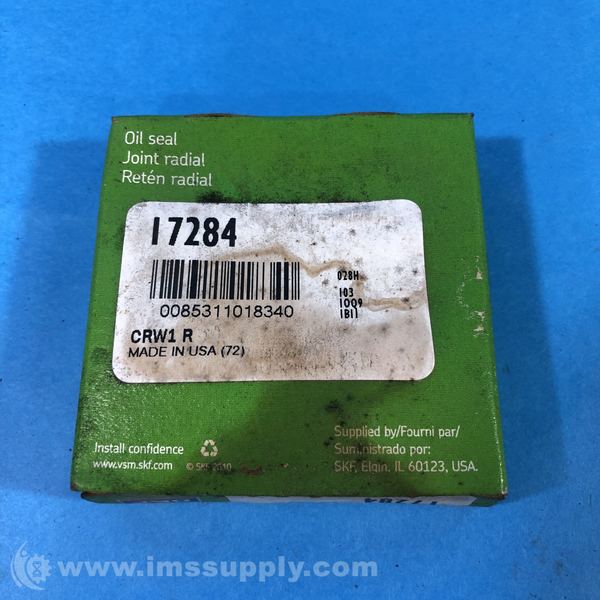 Oil seal
Joint radial
Retén radial
17284
028H
103
1009
1B11
0085311018340
CRW1 R
MADE IN USA (72)
Install confidence
www.vsm.skf.com
© SKF 2010
Supplied by/Fourni par/
Suministrado por:
SKF, Elgin, IL 60123, USA.
17284
www.imssupply.com